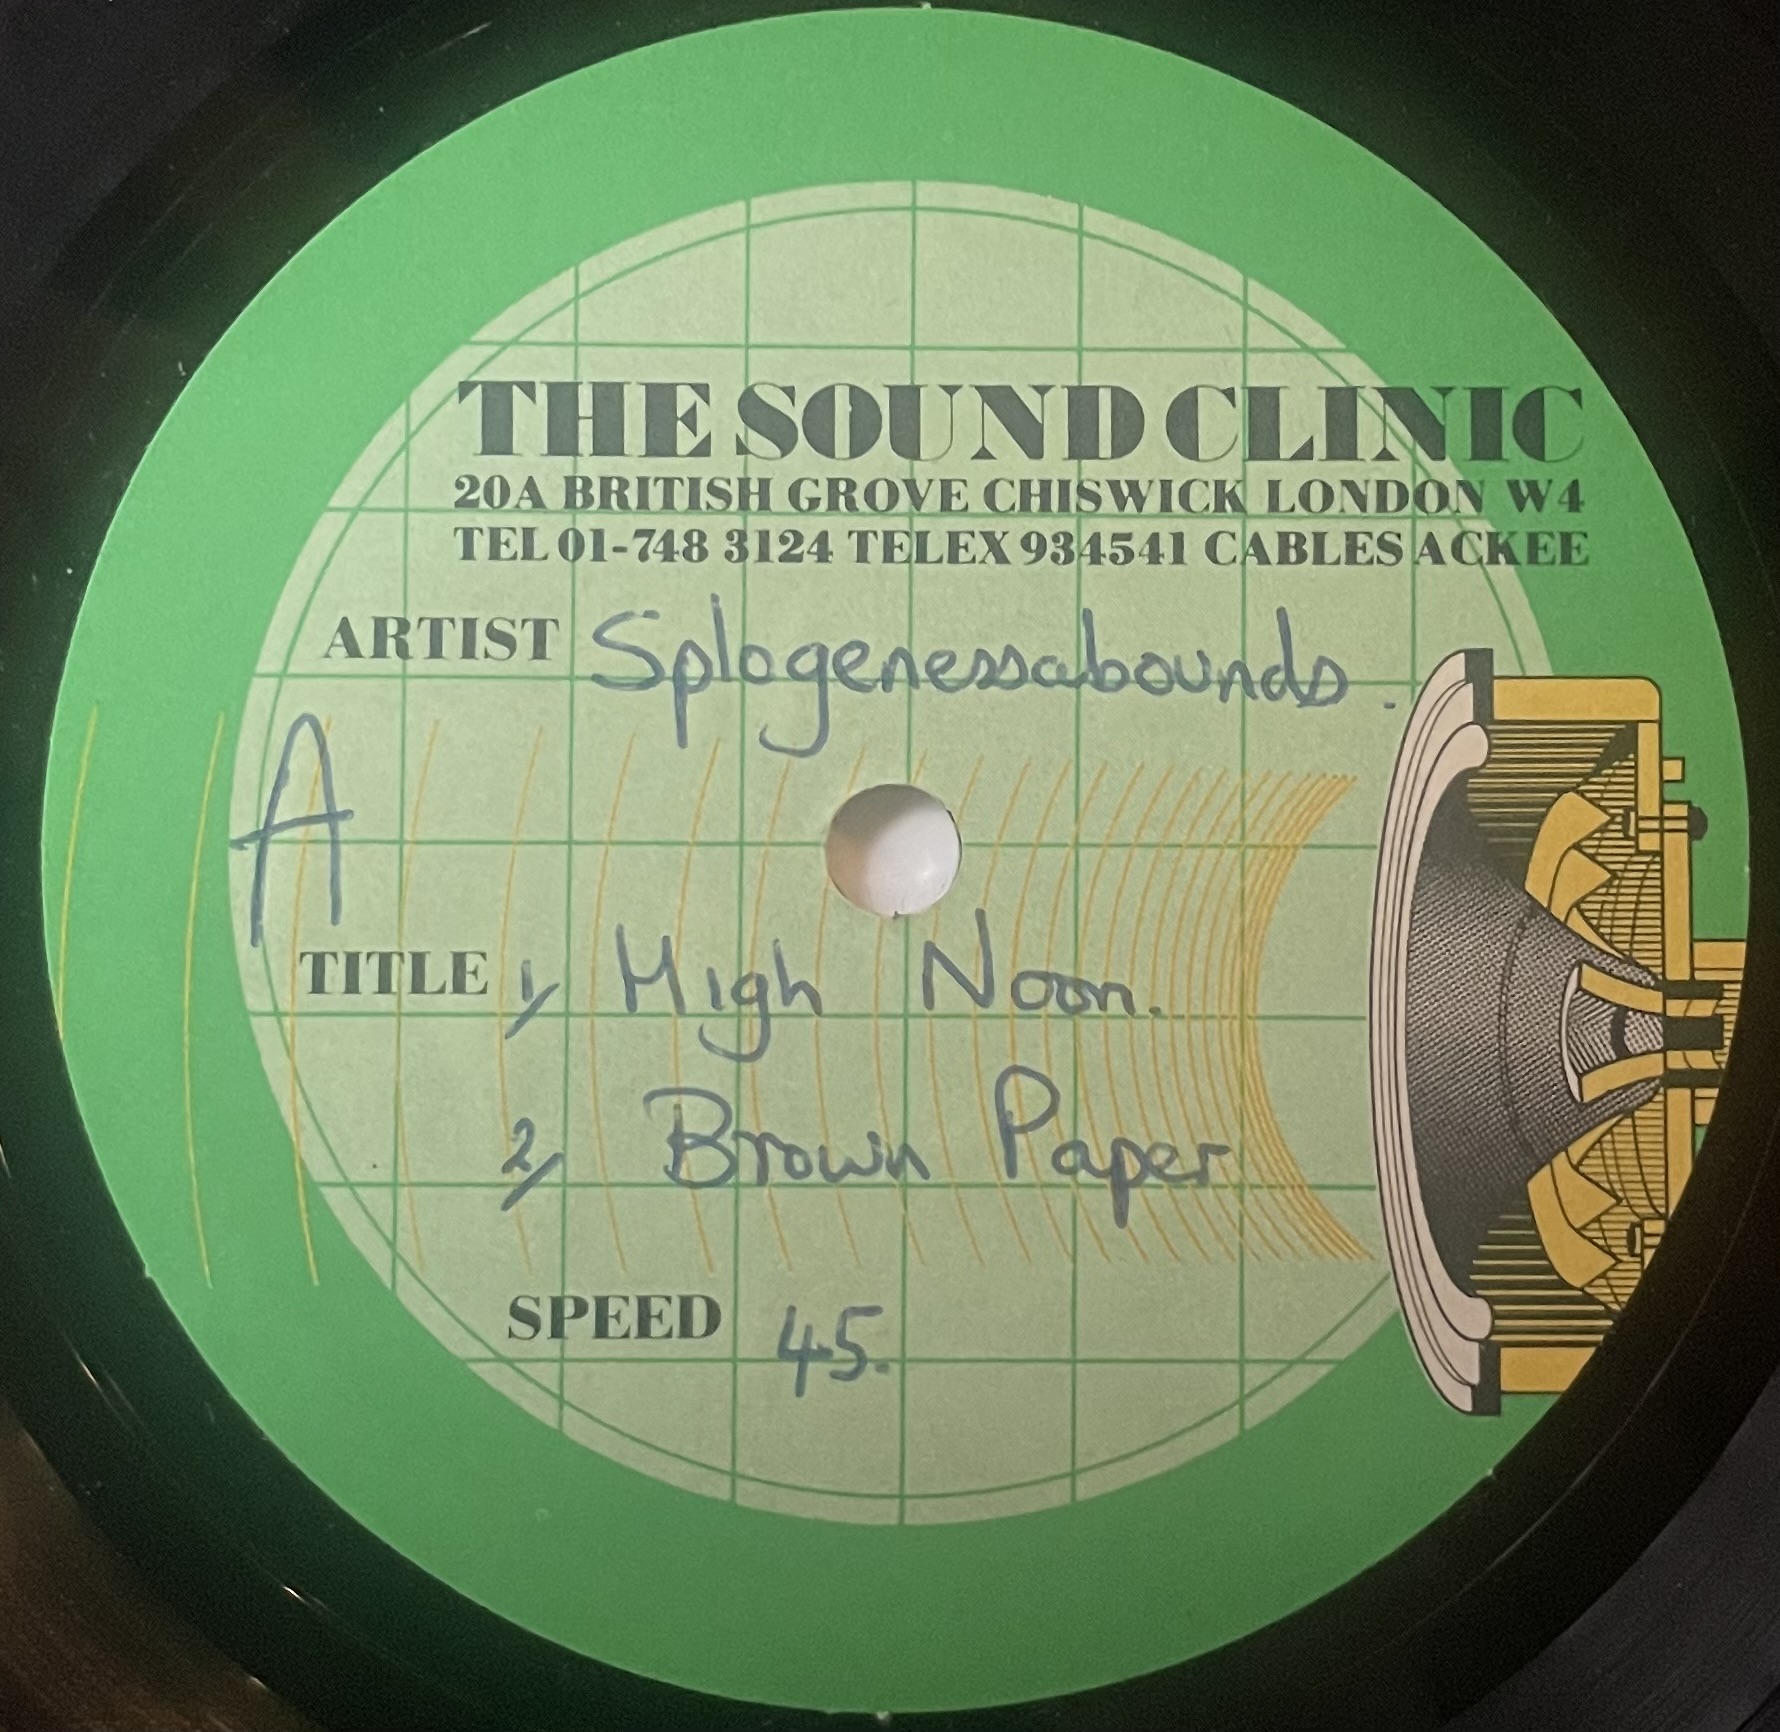 THE SOUND CLINIC
20A BRITISH GROVE CHISWICK LONDON W4
TEL 01-748 3124 TELEX 934541 CABLES ACKEE
ARTIST Splogenessabounds.
A
TITLE 1, High Noon.
2, Brown Paper
SPEED 45.